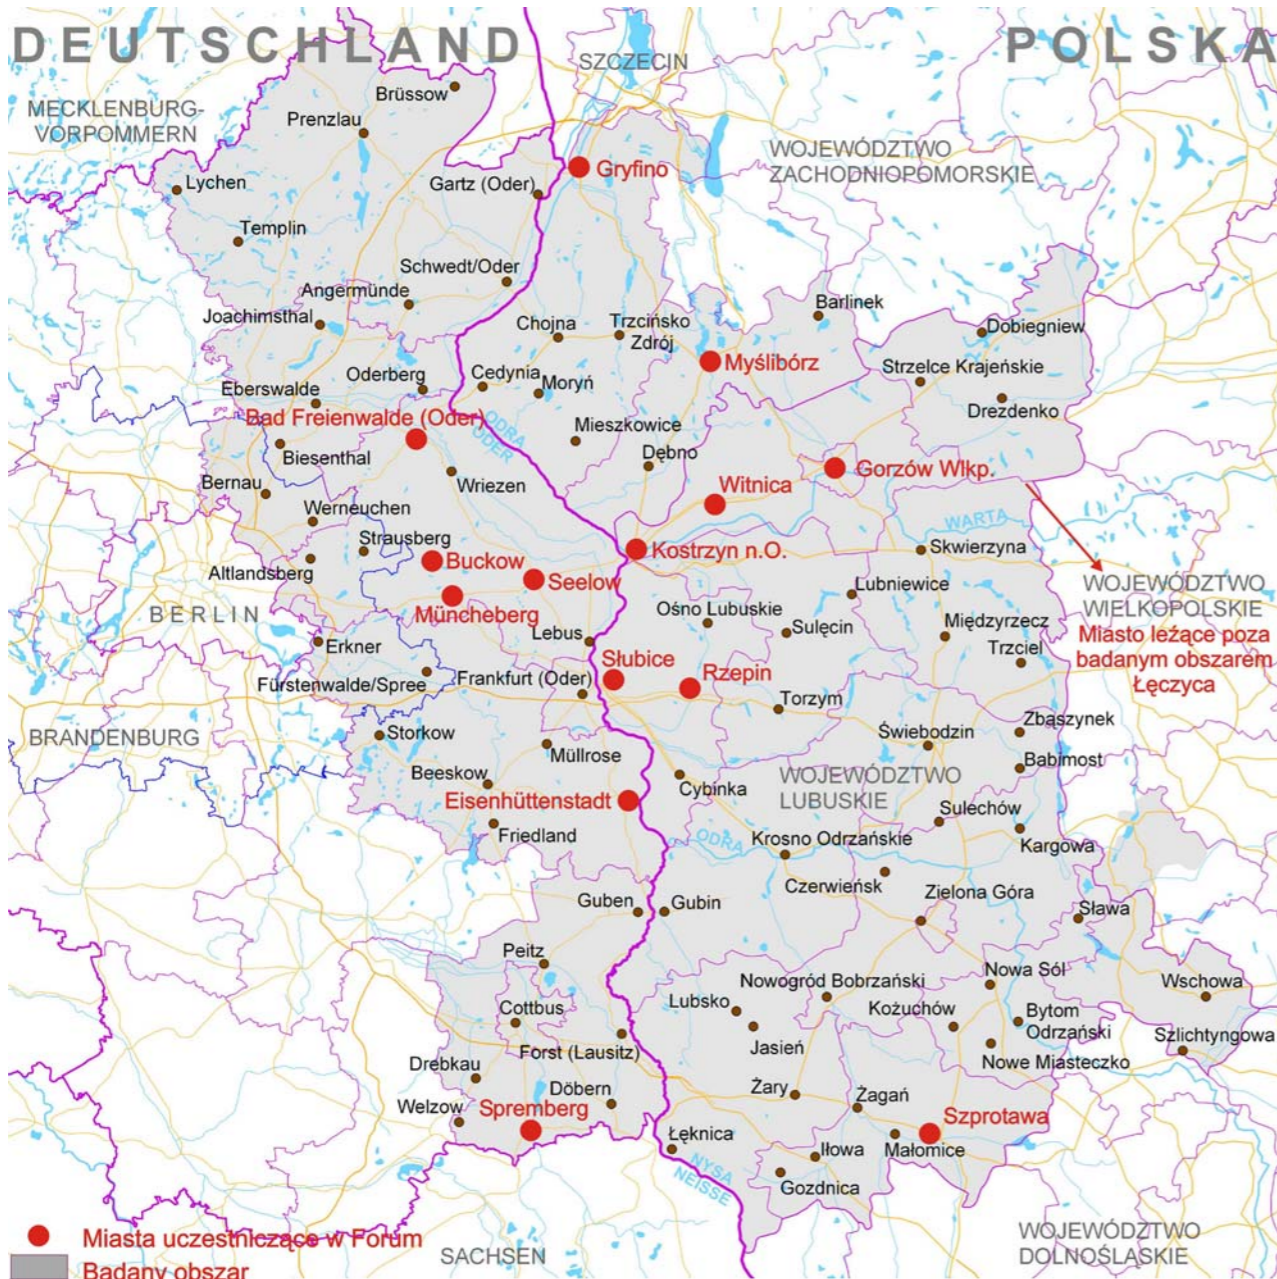 DEUTSCHLAND
POLSKA
SZCZECIN
Brüssow
MECKLENBURG-
VORPOMMERN
Prenzlau
WOJEWÓDZTWO
ZACHODNIOPOMORSKIE
Gryfino
Lychen
Gartz (Oder)
Templin
Schwedt/Oder
Angermünde
Joachimsthal
Barlinek
Chojna
Trzcińsko
Zdrój
Dobiegniew
Myślibórz
Strzelce Krajeńskie
Oderberg
Cedynia
Moryń
Eberswalde
Drezdenko
Bad Freienwalde (Oder)
ODRA
ODER
Mieszkowice
Biesenthal
Dębno
Gorzów Wlkp.
Bernau
Wriezen
Witnica
Werneuchen
WARTA
Strausberg
Kostrzyn n.O.
Skwierzyna
Buckow
Altlandsberg
Seelow
Lubniewice
WOJEWÓDZTWO
WIELKOPOLSKIE
Müncheberg
BERLIN
Ośno Lubuskie
Sulęcin
Międzyrzecz
Miasto leżące poza
badanym obszarem
Łęczyca
Lebus
Erkner
Trzciel
Słubice
Rzepin
Fürstenwalde/Spree
Frankfurt (Oder)
Torzym
Zbąszynek
BRANDENBURG
Storkow
Świebodzin
Müllrose
Babimost
Beeskow
Cybinka
WOJEWÓDZTWO
LUBUSKIE
Eisenhüttenstadt
Sulechów
Friedland
ODRA
Krosno Odrzańskie
Kargowa
Czerwieńsk
Zielona Góra
Guben
Gubin
Sława
Peitz
Nowa Sól
Nowogród Bobrzański
Wschowa
Lubsko
Kożuchów
Cottbus
Bytom
Odrzański
Jasień
Szlichtyngowa
Forst (Lausitz)
Nowe Miasteczko
Drebkau
Döbern
Żary
Żagań
Welzow
Spremberg
Szprotawa
Łęknica
Małomice
Iłowa
NYSA
NEISSE
Gozdnica
WOJEWÓDZTWO
DOLNOŚLĄSKIE
Miasta uczestniczące w Forum
SACHSEN
Badany obszar